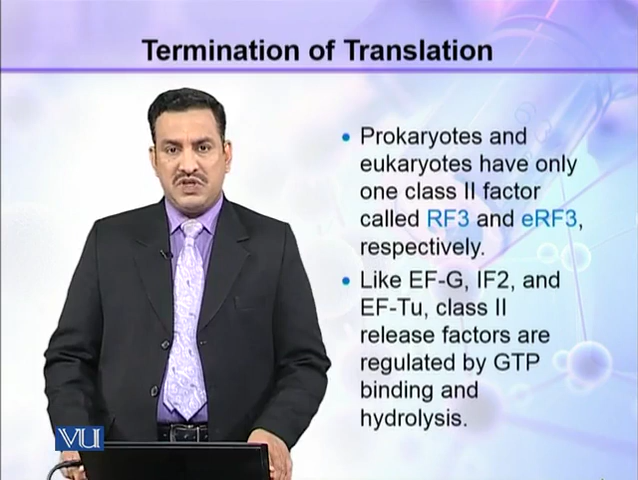 Termination of Translation
• Prokaryotes and
eukaryotes have only
one class II factor
called RF3 and eRF3,
respectively.
• Like EF-G, IF2, and
EF-Tu, class II
release factors are
regulated by GTP
binding and
hydrolysis.
VU